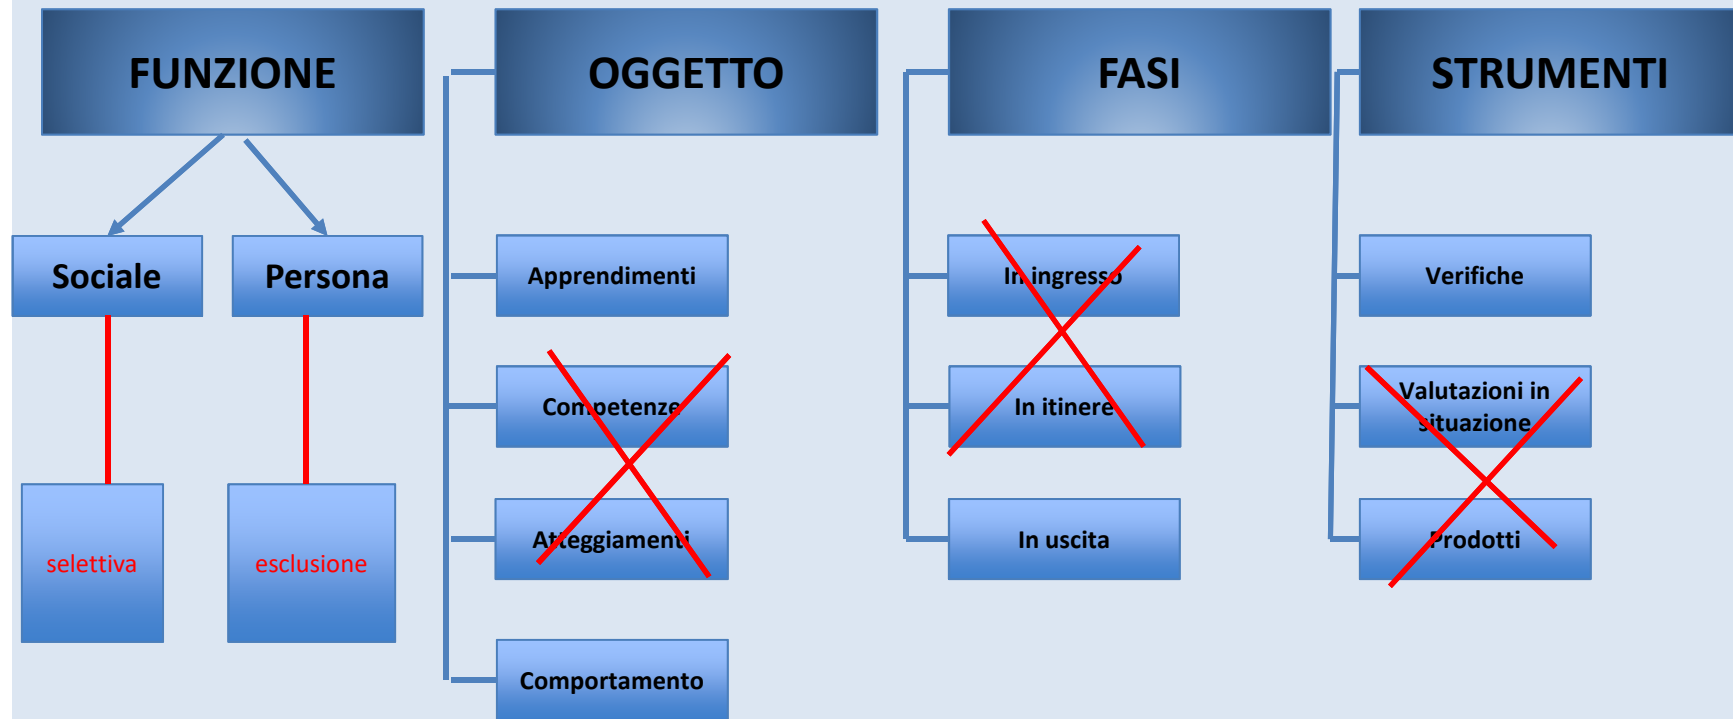 FUNZIONE
OGGETTO
FASI
STRUMENTI
Sociale
Persona
Apprendimenti
In ingresso
Verifiche
Competenze
In itinere
Valutazioni in
situazione
selettiva
esclusione
Atteggiamenti
In uscita
Prodotti
Comportamento